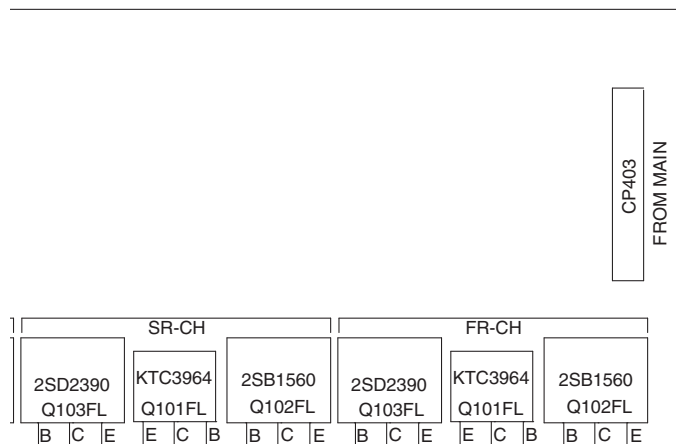 CP403
FROM MAIN
SR-CH FR-CH
2SD2390 KTC3964 2SB1560 2SD2390 KTC3964 2SB1560
Q103FL Q101FL Q102FL Q103FL Q101FL Q102FL
B C E E C B B C E B C E E C B B C E